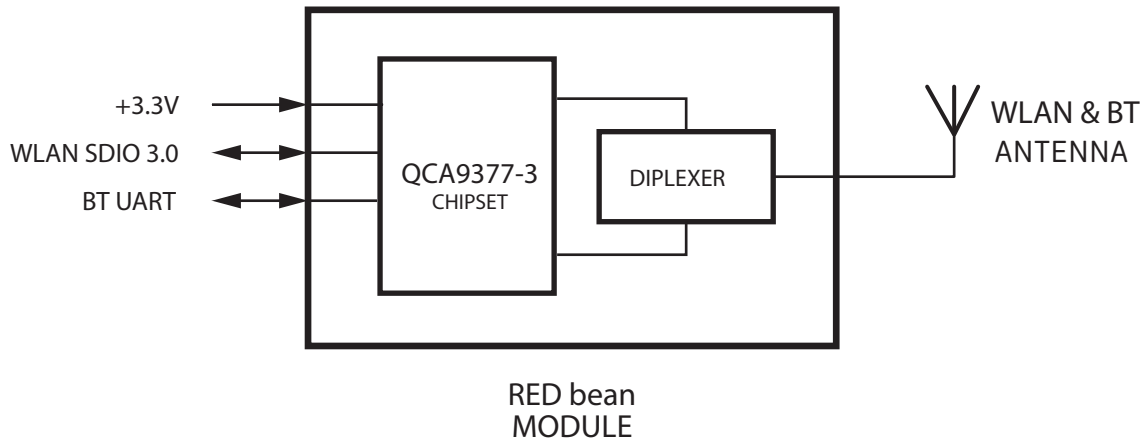 +3.3V
WLAN SDIO 3.0
BT UART
QCA9377-3
CHIPSET
DIPLEXER
WLAN & BT
ANTENNA
RED bean
MODULE